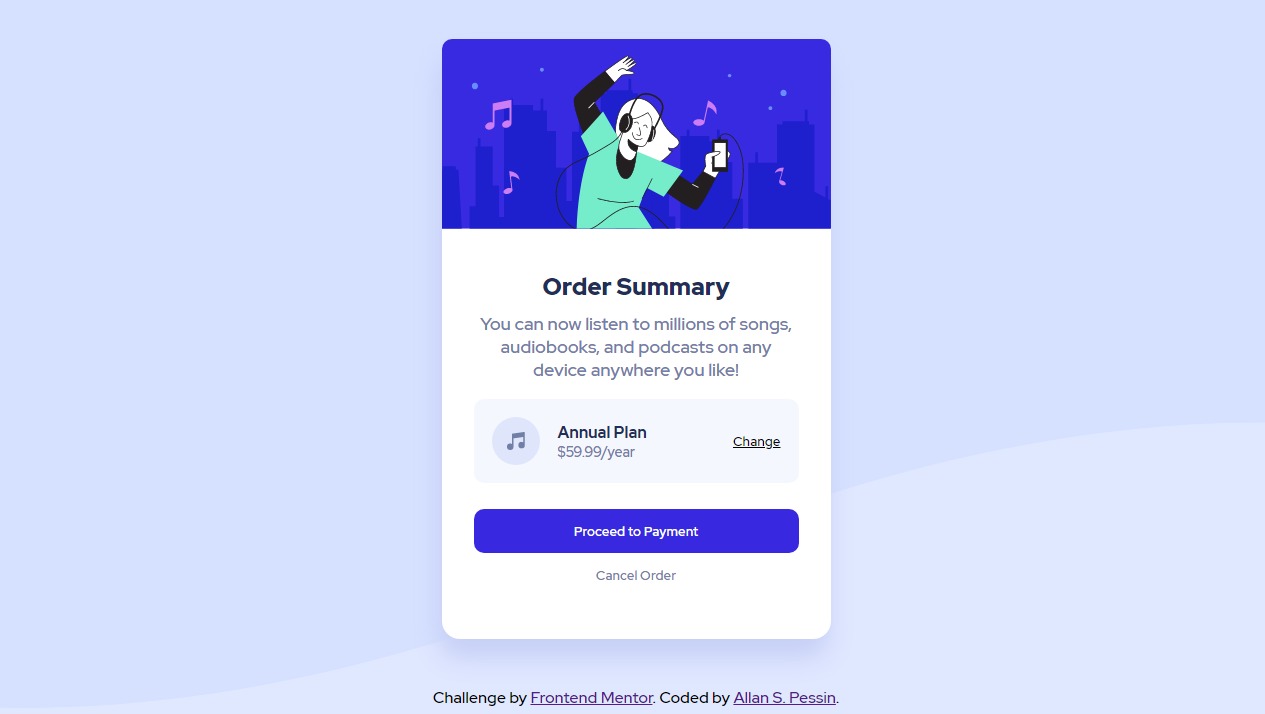 Order Summary
You can now listen to millions of songs,
audiobooks, and podcasts on any
device anywhere you like!
Annual Plan
$59.99/year
Change
Proceed to Payment
Cancel Order
Challenge by Frontend Mentor. Coded by Allan S. Pessin.